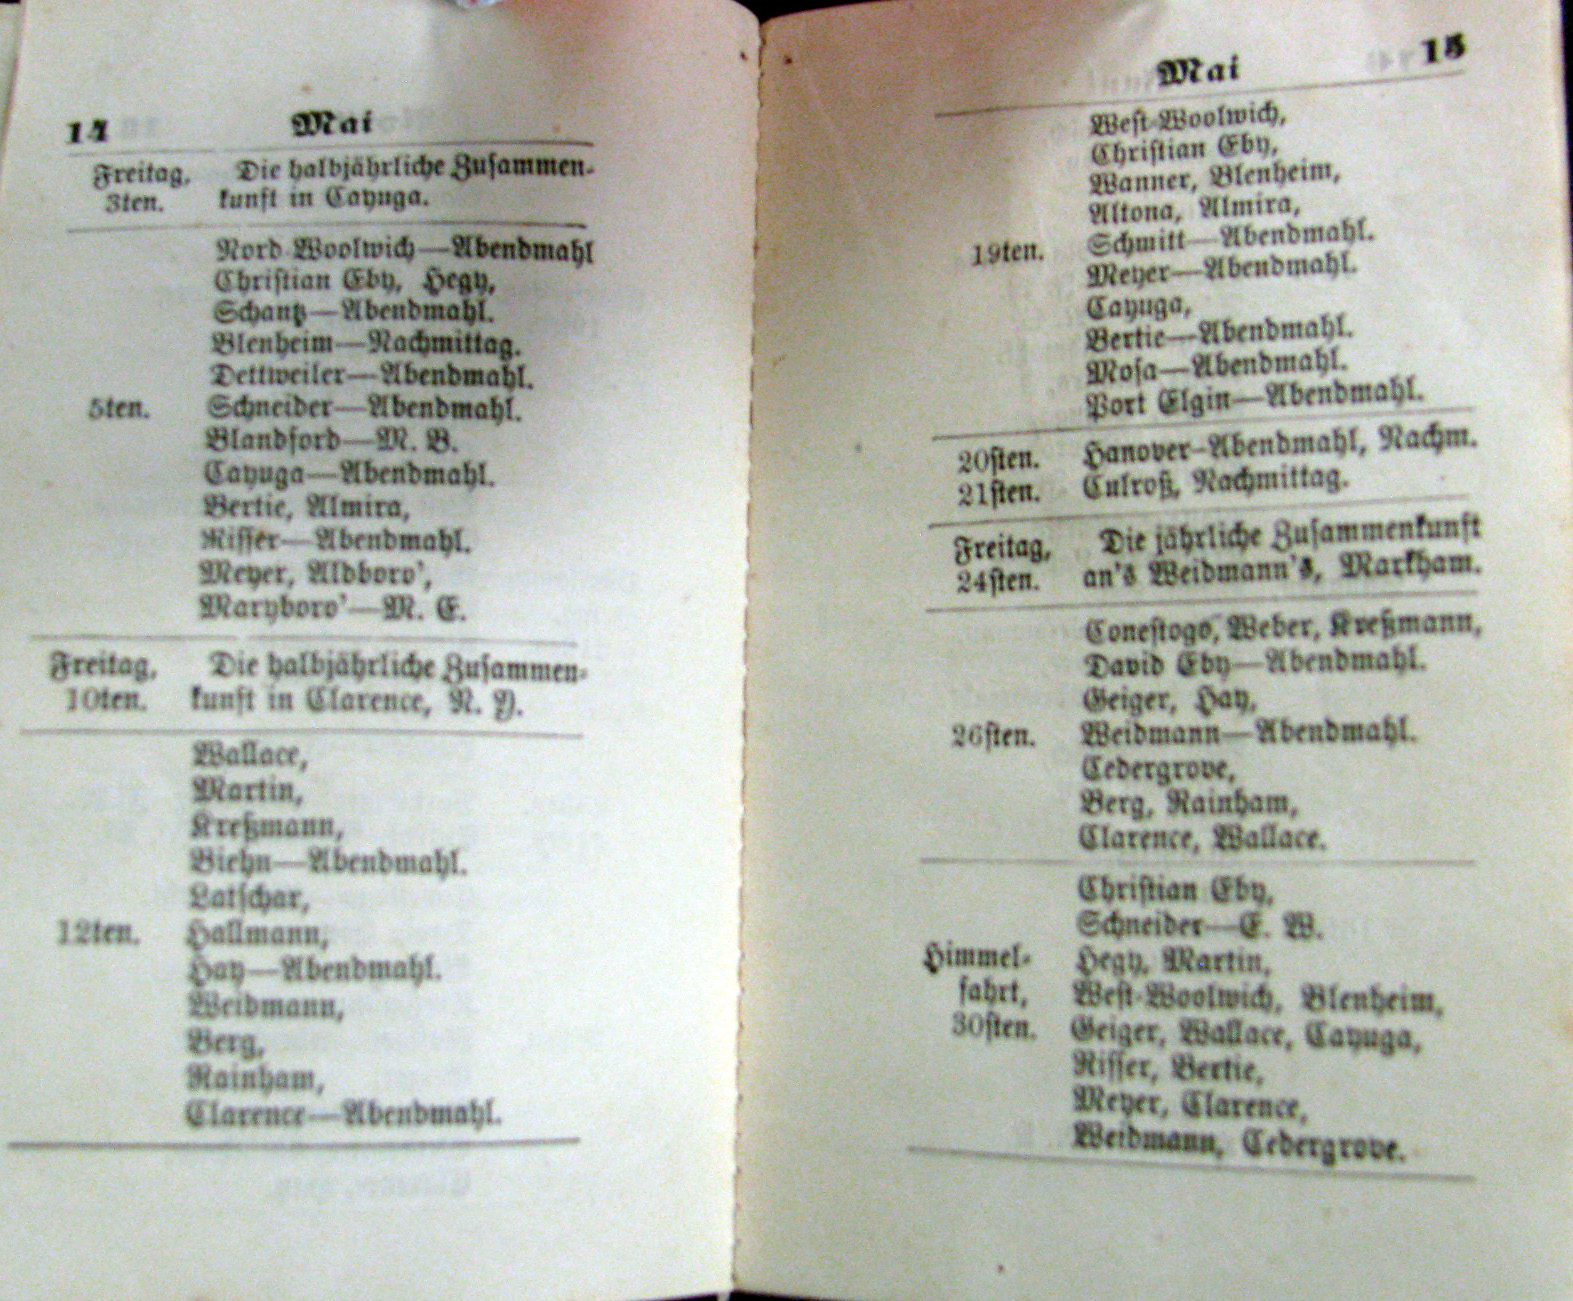 14 Mai
Freitag, Die halbjährliche Zusammen-
3ten. kunft in Cayuga.
Nord Woolwich—Abendmahl
Christian Eby, Hegy,
Schantz—Abendmahl.
Blenheim—Nachmittag.
Dettweiler—Abendmahl.
5ten. Schneider—Abendmahl.
Blandford—M. B.
Cayuga—Abendmahl.
Bertie, Almira,
Risser—Abendmahl.
Meyer, Aldboro',
Maryboro'—M. E.
Freitag, Die halbjährliche Zusammen-
10ten. kunft in Clarence, N. Y.
Wallace,
Martin,
Kreßmann,
Biehn—Abendmahl.
Latschar,
12ten. Hallmann,
Hay—Abendmahl.
Weidmann,
Berg,
Rainham,
Clarence—Abendmahl.
Mai 15
West-Woolwich,
Christian Eby,
Wanner, Blenheim,
Altona, Almira,
19ten. Schmitt—Abendmahl.
Meyer—Abendmahl.
Cayuga,
Bertie—Abendmahl.
Mosa—Abendmahl.
Port Elgin—Abendmahl.
20sten. Hanover-Abendmahl, Nachm.
21sten. Culroß, Nachmittag.
Freitag, Die jährliche Zusammenkunft
24sten. an's Weidmann's, Markham.
Conestogo, Weber, Kreßmann,
David Eby—Abendmahl.
Geiger, Hay,
26sten. Weidmann—Abendmahl.
Cedergrove,
Berg, Rainham,
Clarence, Wallace.
Christian Eby,
Schneider—E. W.
Himmel- Hegy, Martin,
fahrt, West-Woolwich, Blenheim,
30sten. Geiger, Wallace, Cayuga,
Risser, Bertie,
Meyer, Clarence,
Weidmann, Cedergrove.